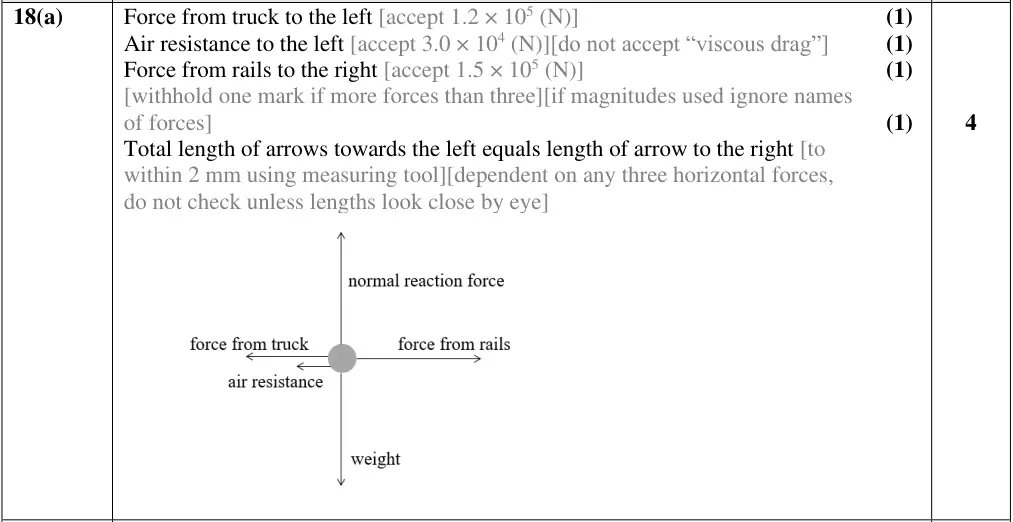 18(a) Force from truck to the left [accept 1.2 × 10⁵ (N)] (1)
Air resistance to the left [accept 3.0 × 10⁴ (N)][do not accept “viscous drag”] (1)
Force from rails to the right [accept 1.5 × 10⁵ (N)] (1)
[withhold one mark if more forces than three][if magnitudes used ignore names
of forces] (1) 4
Total length of arrows towards the left equals length of arrow to the right [to
within 2 mm using measuring tool][dependent on any three horizontal forces,
do not check unless lengths look close by eye]
normal reaction force
force from truck force from rails
air resistance
weight